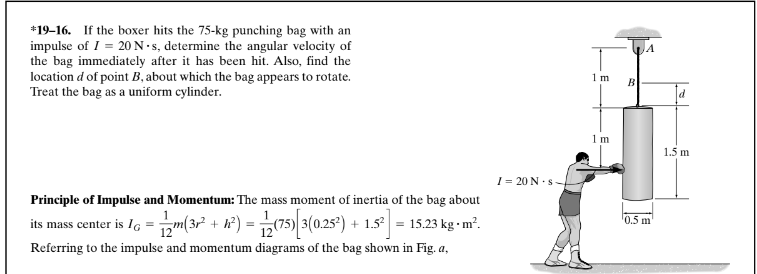 *19–16. If the boxer hits the 75-kg punching bag with an
impulse of I = 20 N·s, determine the angular velocity of
the bag immediately after it has been hit. Also, find the
location d of point B, about which the bag appears to rotate.
Treat the bag as a uniform cylinder.
A
1 m
B
d
1 m
1.5 m
I = 20 N·s
0.5 m
Principle of Impulse and Momentum: The mass moment of inertia of the bag about
its mass center is I_G = 1/12 m(3r² + h²) = 1/12 (75)[3(0.25²) + 1.5²] = 15.23 kg·m².
Referring to the impulse and momentum diagrams of the bag shown in Fig. a,